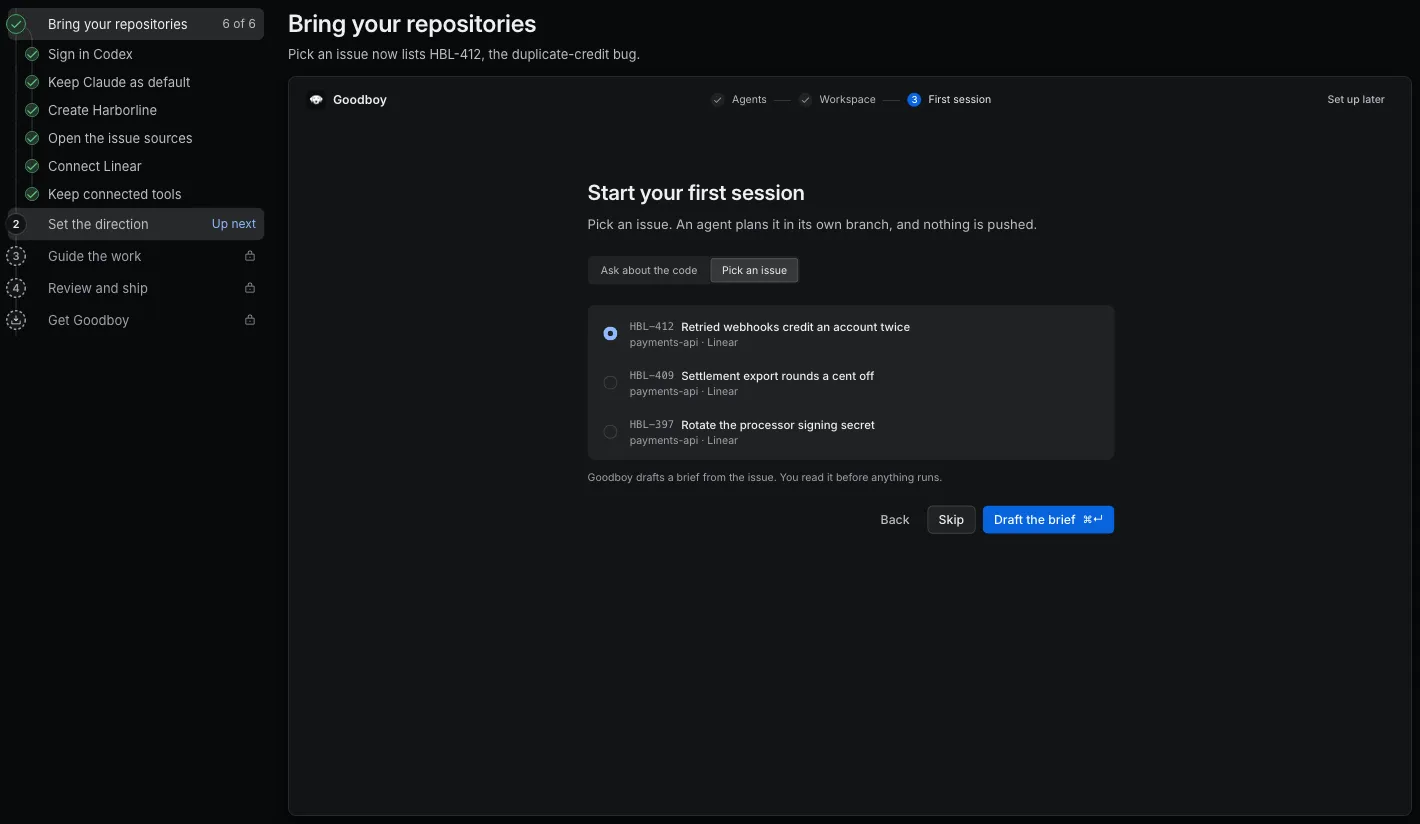 Bring your repositories 6 of 6
Sign in Codex
Keep Claude as default
Create Harborline
Open the issue sources
Connect Linear
Keep connected tools
2 Set the direction Up next
3 Guide the work
4 Review and ship
Get Goodboy
Bring your repositories
Pick an issue now lists HBL-412, the duplicate-credit bug.
Goodboy
Agents Workspace 3 First session
Set up later
Start your first session
Pick an issue. An agent plans it in its own branch, and nothing is pushed.
Ask about the code Pick an issue
HBL-412 Retried webhooks credit an account twice
payments-api · Linear
HBL-409 Settlement export rounds a cent off
payments-api · Linear
HBL-397 Rotate the processor signing secret
payments-api · Linear
Goodboy drafts a brief from the issue. You read it before anything runs.
Back Skip Draft the brief ⌘↵